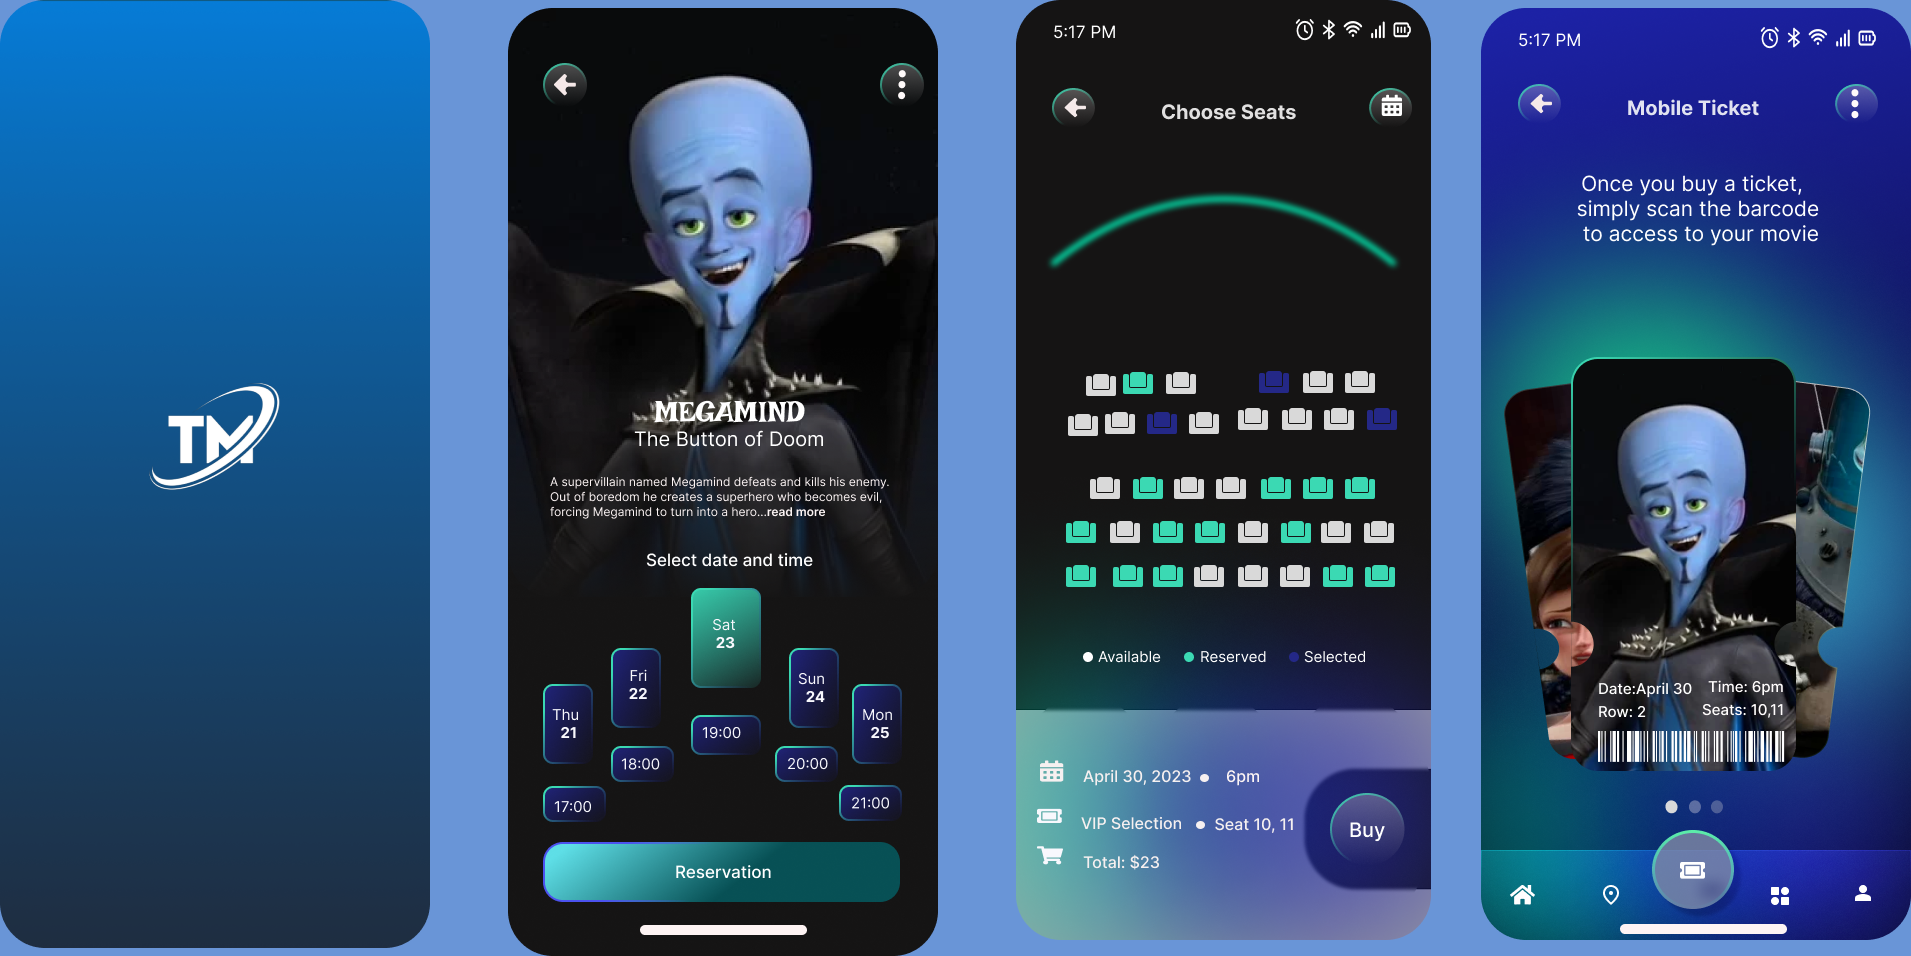 TM
MEGAMIND
The Button of Doom
A supervillain named Megamind defeats and kills his enemy.
Out of boredom he creates a superhero who becomes evil,
forcing Megamind to turn into a hero...read more
Select date and time
Thu
21
Fri
22
Sat
23
Sun
24
Mon
25
17:00
18:00
19:00
20:00
21:00
Reservation
5:17 PM
Choose Seats
Available
Reserved
Selected
April 30, 2023
6pm
VIP Selection
Seat 10, 11
Total: $23
Buy
5:17 PM
Mobile Ticket
Once you buy a ticket,
simply scan the barcode
to access to your movie
Date:April 30
Time: 6pm
Row: 2
Seats: 10,11